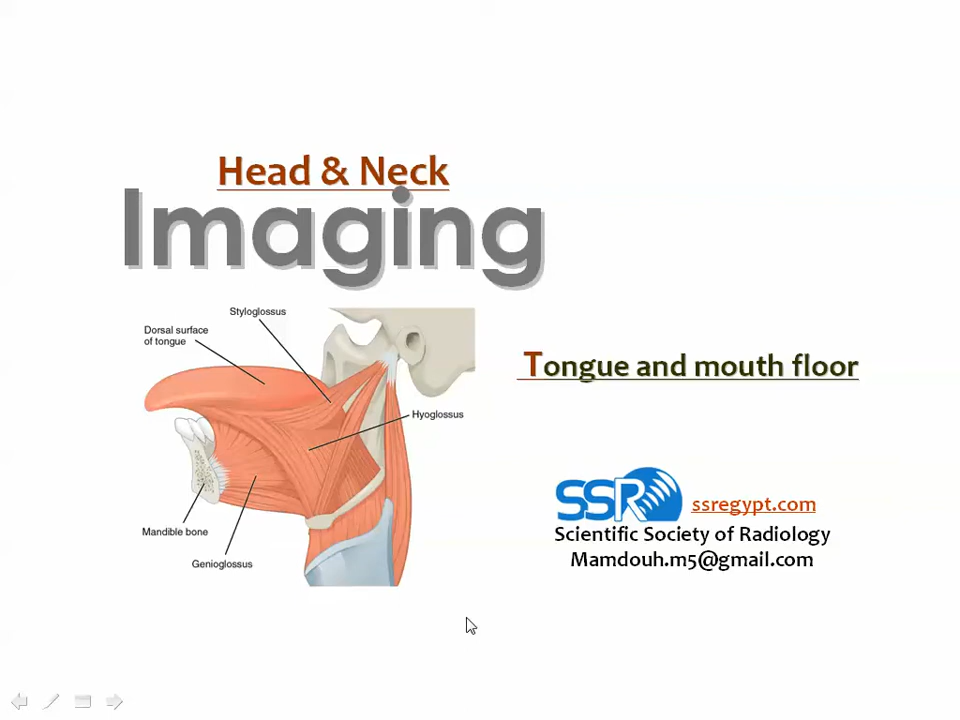 Head & Neck
Imaging
Styloglossus
Dorsal surface
of tongue
Hyoglossus
Mandible bone
Genioglossus
Tongue and mouth floor
SSR ssregypt.com
Scientific Society of Radiology
Mamdouh.m5@gmail.com